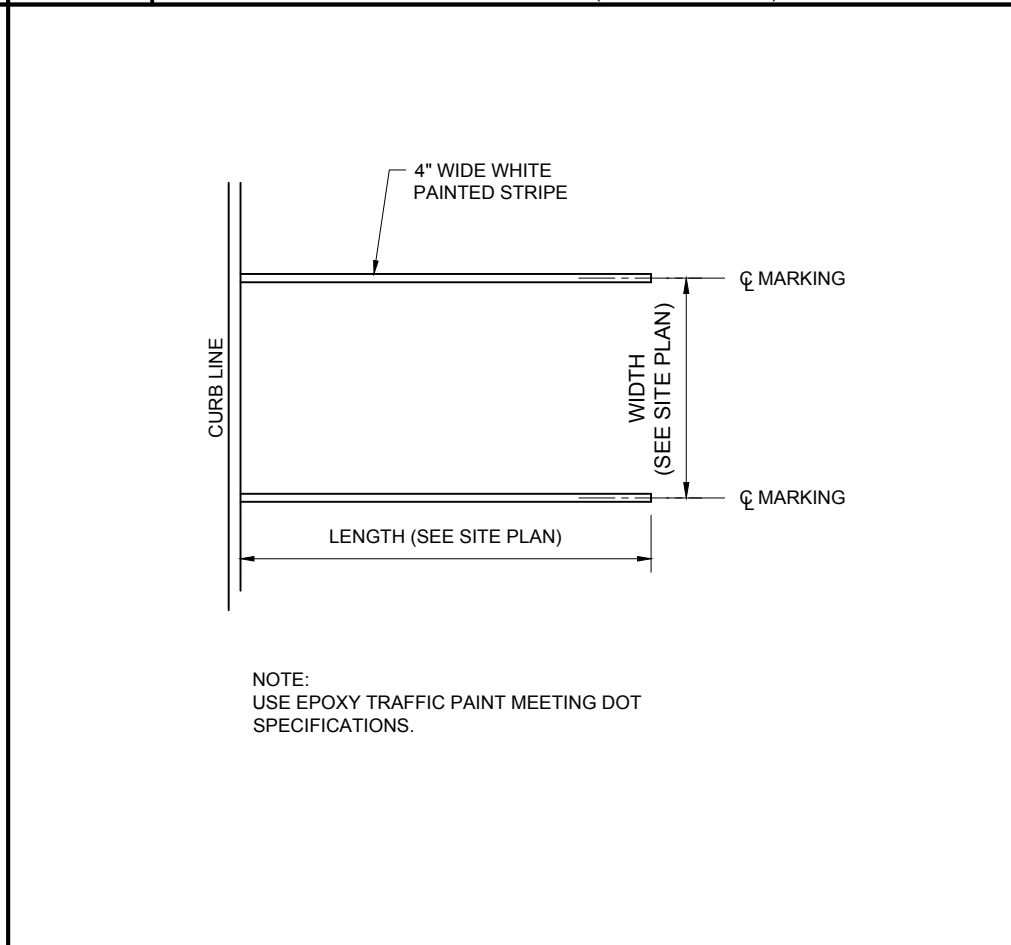 4" WIDE WHITE
PAINTED STRIPE
℄ MARKING
CURB LINE
WIDTH
(SEE SITE PLAN)
℄ MARKING
LENGTH (SEE SITE PLAN)
NOTE:
USE EPOXY TRAFFIC PAINT MEETING DOT
SPECIFICATIONS.